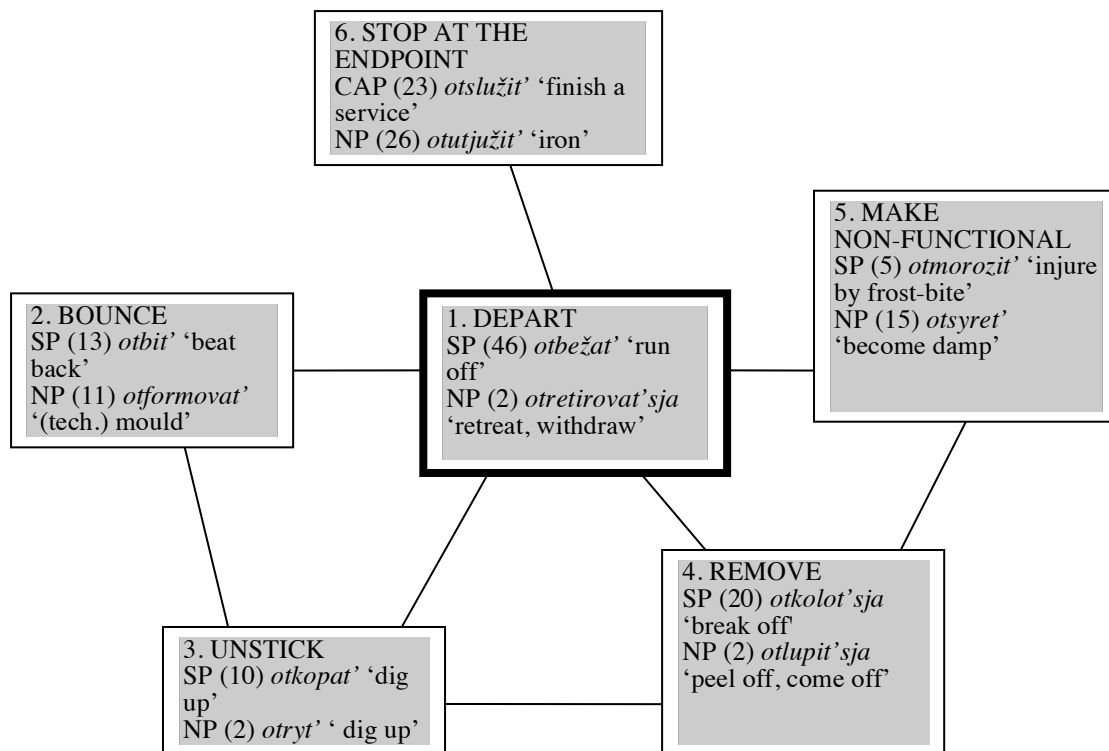 6. STOP AT THE
ENDPOINT
CAP (23) otslužit’ ‘finish a
service’
NP (26) otutjužit’ ‘iron’
5. MAKE
NON-FUNCTIONAL
SP (5) otmorozit’ ‘injure
by frost-bite’
NP (15) otsyret’
‘become damp’
2. BOUNCE
SP (13) otbit’ ‘beat
back’
NP (11) otformovat’
‘(tech.) mould’
1. DEPART
SP (46) otbežat’ ‘run
off’
NP (2) otretirovat’sja
‘retreat, withdraw’
4. REMOVE
SP (20) otkolot’sja
‘break off'
NP (2) otlupit’sja
‘peel off, come off’
3. UNSTICK
SP (10) otkopat’ ‘dig
up’
NP (2) otryt’ ‘ dig up’